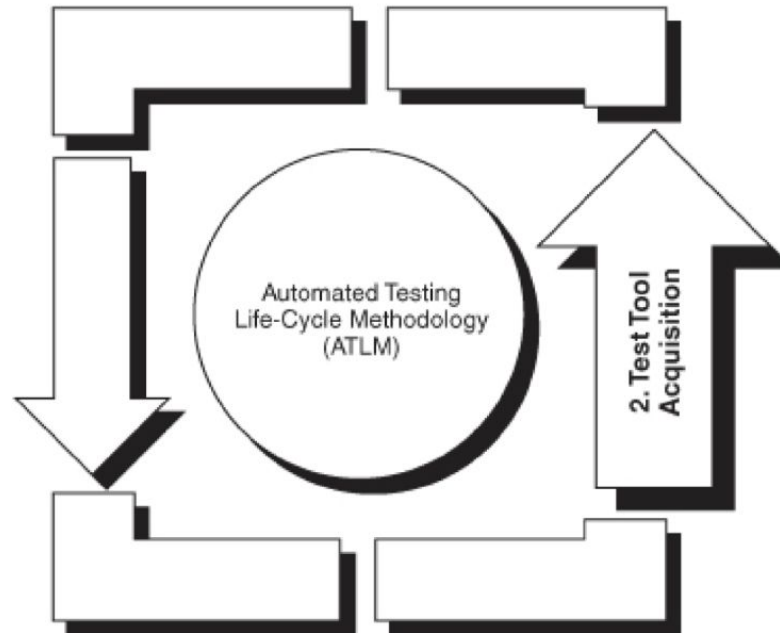 Automated Testing
Life-Cycle Methodology
(ATLM)
2. Test Tool
Acquisition